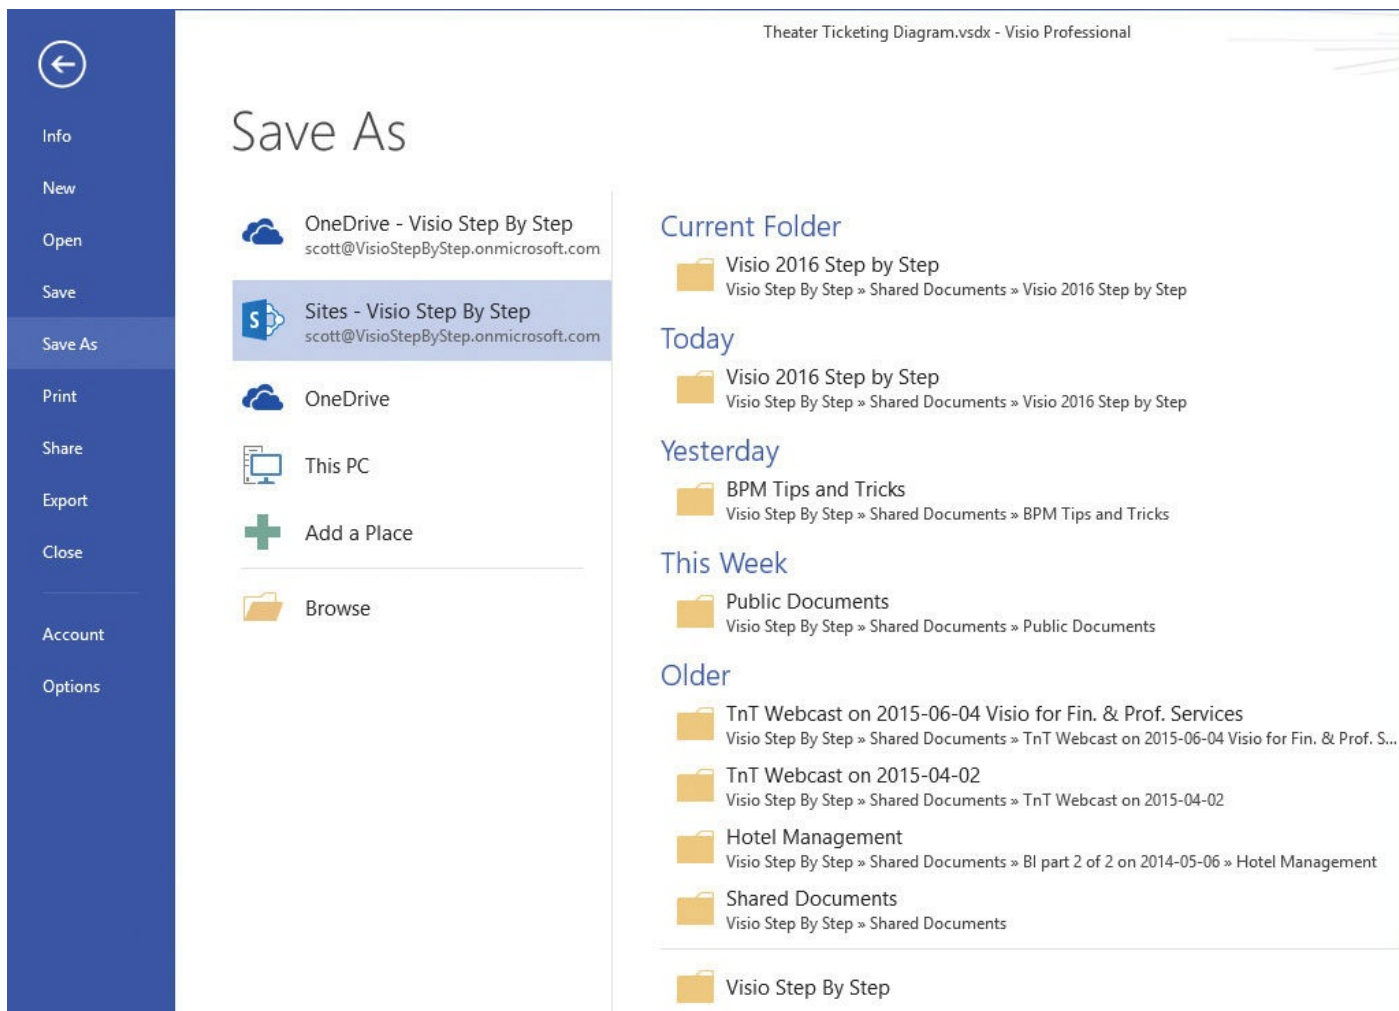 Theater Ticketing Diagram.vsdx - Visio Professional
Info
New
Open
Save
Save As
Print
Share
Export
Close
Account
Options
Save As
OneDrive - Visio Step By Step
scott@VisioStepByStep.onmicrosoft.com
S
Sites - Visio Step By Step
scott@VisioStepByStep.onmicrosoft.com
OneDrive
This PC
Add a Place
Browse
Current Folder
Visio 2016 Step by Step
Visio Step By Step » Shared Documents » Visio 2016 Step by Step
Today
Visio 2016 Step by Step
Visio Step By Step » Shared Documents » Visio 2016 Step by Step
Yesterday
BPM Tips and Tricks
Visio Step By Step » Shared Documents » BPM Tips and Tricks
This Week
Public Documents
Visio Step By Step » Shared Documents » Public Documents
Older
TnT Webcast on 2015-06-04 Visio for Fin. & Prof. Services
Visio Step By Step » Shared Documents » TnT Webcast on 2015-06-04 Visio for Fin. & Prof. S...
TnT Webcast on 2015-04-02
Visio Step By Step » Shared Documents » TnT Webcast on 2015-04-02
Hotel Management
Visio Step By Step » Shared Documents » BI part 2 of 2 on 2014-05-06 » Hotel Management
Shared Documents
Visio Step By Step » Shared Documents
Visio Step By Step